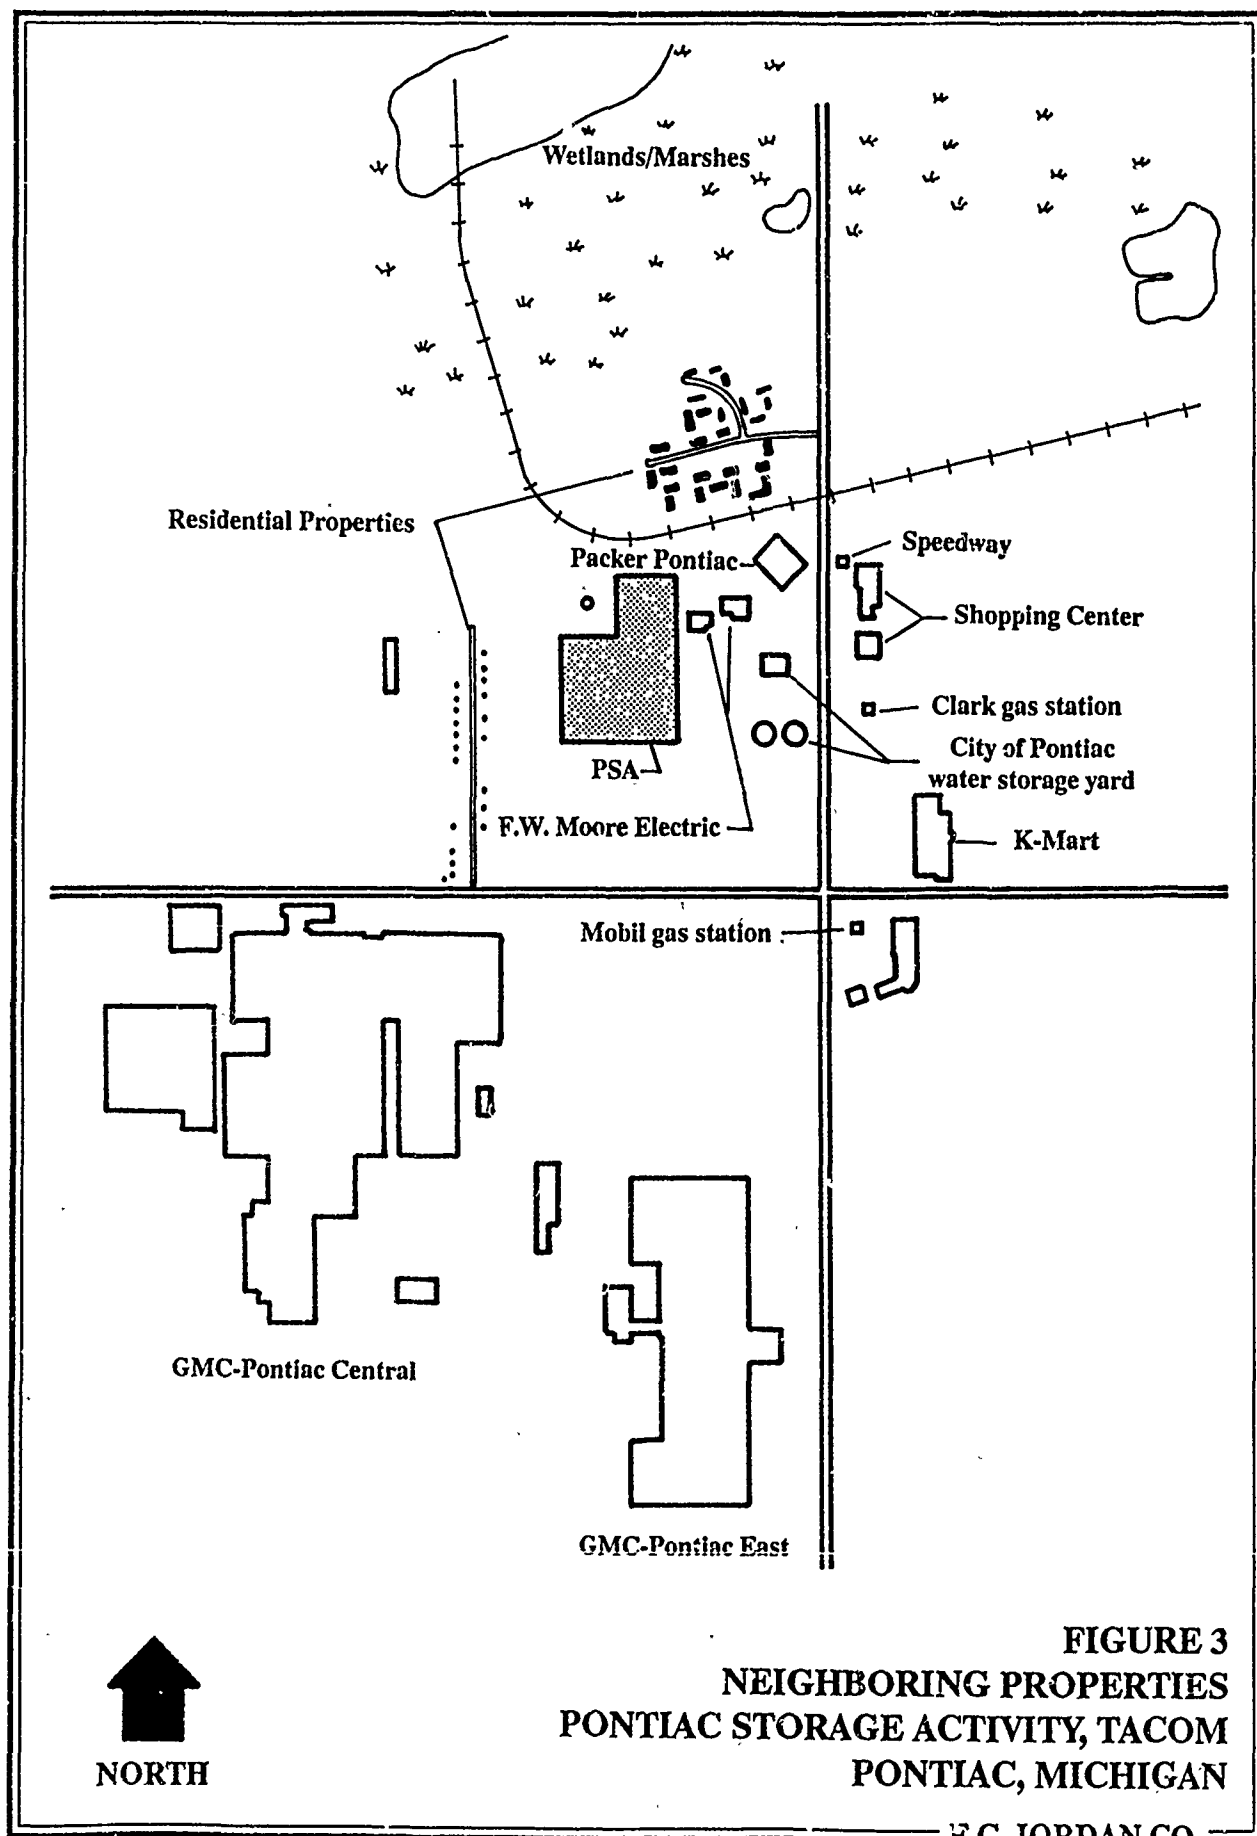 Wetlands/Marshes
Residential Properties
Packer Pontiac
Speedway
Shopping Center
Clark gas station
City of Pontiac
water storage yard
PSA
F.W. Moore Electric
K-Mart
Mobil gas station
GMC-Pontiac Central
GMC-Pontiac East
NORTH
FIGURE 3
NEIGHBORING PROPERTIES
PONTIAC STORAGE ACTIVITY, TACOM
PONTIAC, MICHIGAN
E.C. JORDAN CO.